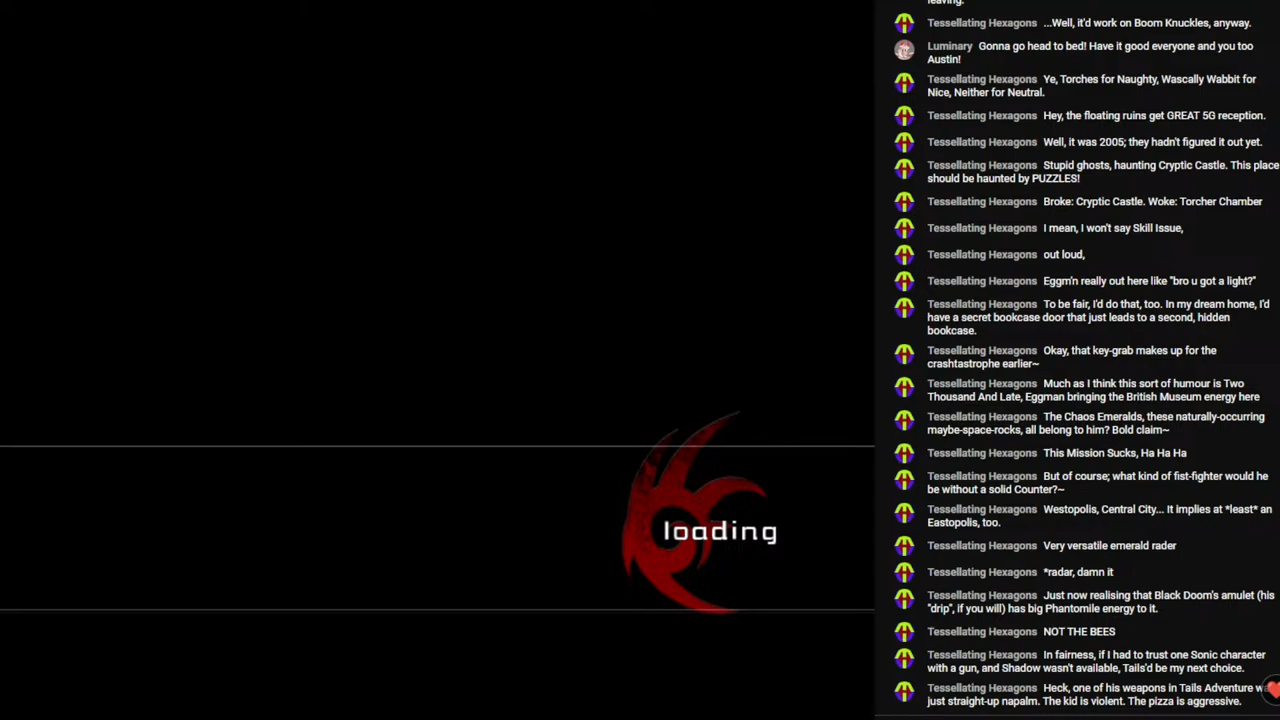 leaving.
Tessellating Hexagons ...Well, it'd work on Boom Knuckles, anyway.
Luminary Gonna go head to bed! Have it good everyone and you too
Austin!
Tessellating Hexagons Ye, Torches for Naughty, Wascally Wabbit for
Nice, Neither for Neutral.
Tessellating Hexagons Hey, the floating ruins get GREAT 5G reception.
Tessellating Hexagons Well, it was 2005; they hadn't figured it out yet.
Tessellating Hexagons Stupid ghosts, haunting Cryptic Castle. This place
should be haunted by PUZZLES!
Tessellating Hexagons Broke: Cryptic Castle. Woke: Torcher Chamber
Tessellating Hexagons I mean, I won't say Skill Issue,
Tessellating Hexagons out loud,
Tessellating Hexagons Eggm'n really out here like "bro u got a light?"
Tessellating Hexagons To be fair, I'd do that, too. In my dream home, I'd
have a secret bookcase door that just leads to a second, hidden
bookcase.
Tessellating Hexagons Okay, that key-grab makes up for the
crashtastrophe earlier~
Tessellating Hexagons Much as I think this sort of humour is Two
Thousand And Late, Eggman bringing the British Museum energy here
Tessellating Hexagons The Chaos Emeralds, these naturally-occurring
maybe-space-rocks, all belong to him? Bold claim~
Tessellating Hexagons This Mission Sucks, Ha Ha Ha
Tessellating Hexagons But of course; what kind of fist-fighter would he
be without a solid Counter?~
Tessellating Hexagons Westopolis, Central City... It implies at *least* an
Eastopolis, too.
Tessellating Hexagons Very versatile emerald rader
Tessellating Hexagons *radar, damn it
Tessellating Hexagons Just now realising that Black Doom's amulet (his
"drip", if you will) has big Phantomile energy to it.
Tessellating Hexagons NOT THE BEES
Tessellating Hexagons In fairness, if I had to trust one Sonic character
with a gun, and Shadow wasn't available, Tails'd be my next choice.
Tessellating Hexagons Heck, one of his weapons in Tails Adventure
just straight-up napalm. The kid is violent. The pizza is aggressive.
loading